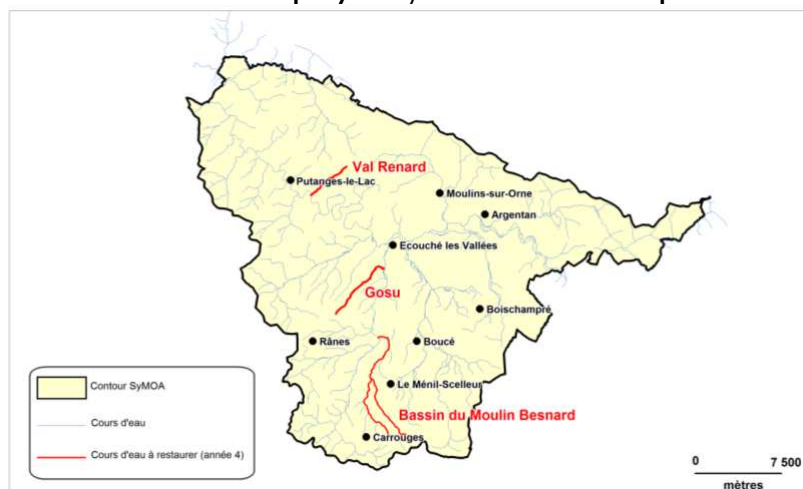 Val Renard
Putanges-le-Lac
Moulins-sur-Orne
Argentan
Ecouché les Vallées
Gosu
Boischampré
Rânes
Boucé
Le Ménil-Scelleur
Bassin du Moulin Besnard
Carrouges
Contour SyMOA
Cours d'eau
Cours d'eau à restaurer (année 4)
0 7 500
mètres